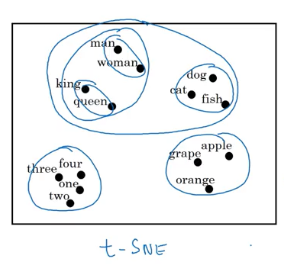 man
woman
king
queen
dog
cat
fish
four
three
one
two
apple
grape
orange
t-SNE